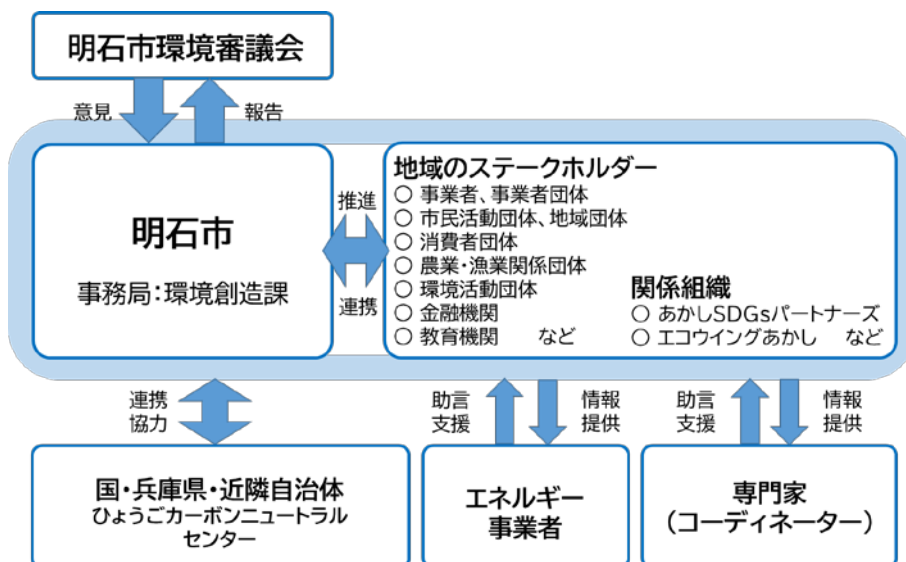 明石市環境審議会
意見
報告
明石市
事務局：環境創造課
推進
連携
地域のステークホルダー
○ 事業者、事業者団体
○ 市民活動団体、地域団体
○ 消費者団体
○ 農業・漁業関係団体
○ 環境活動団体
○ 金融機関
○ 教育機関　など
関係組織
○ あかしSDGsパートナーズ
○ エコウイングあかし　など
連携
協力
助言
支援
情報
提供
助言
支援
情報
提供
国・兵庫県・近隣自治体
ひょうごカーボンニュートラル
センター
エネルギー
事業者
専門家
（コーディネーター）